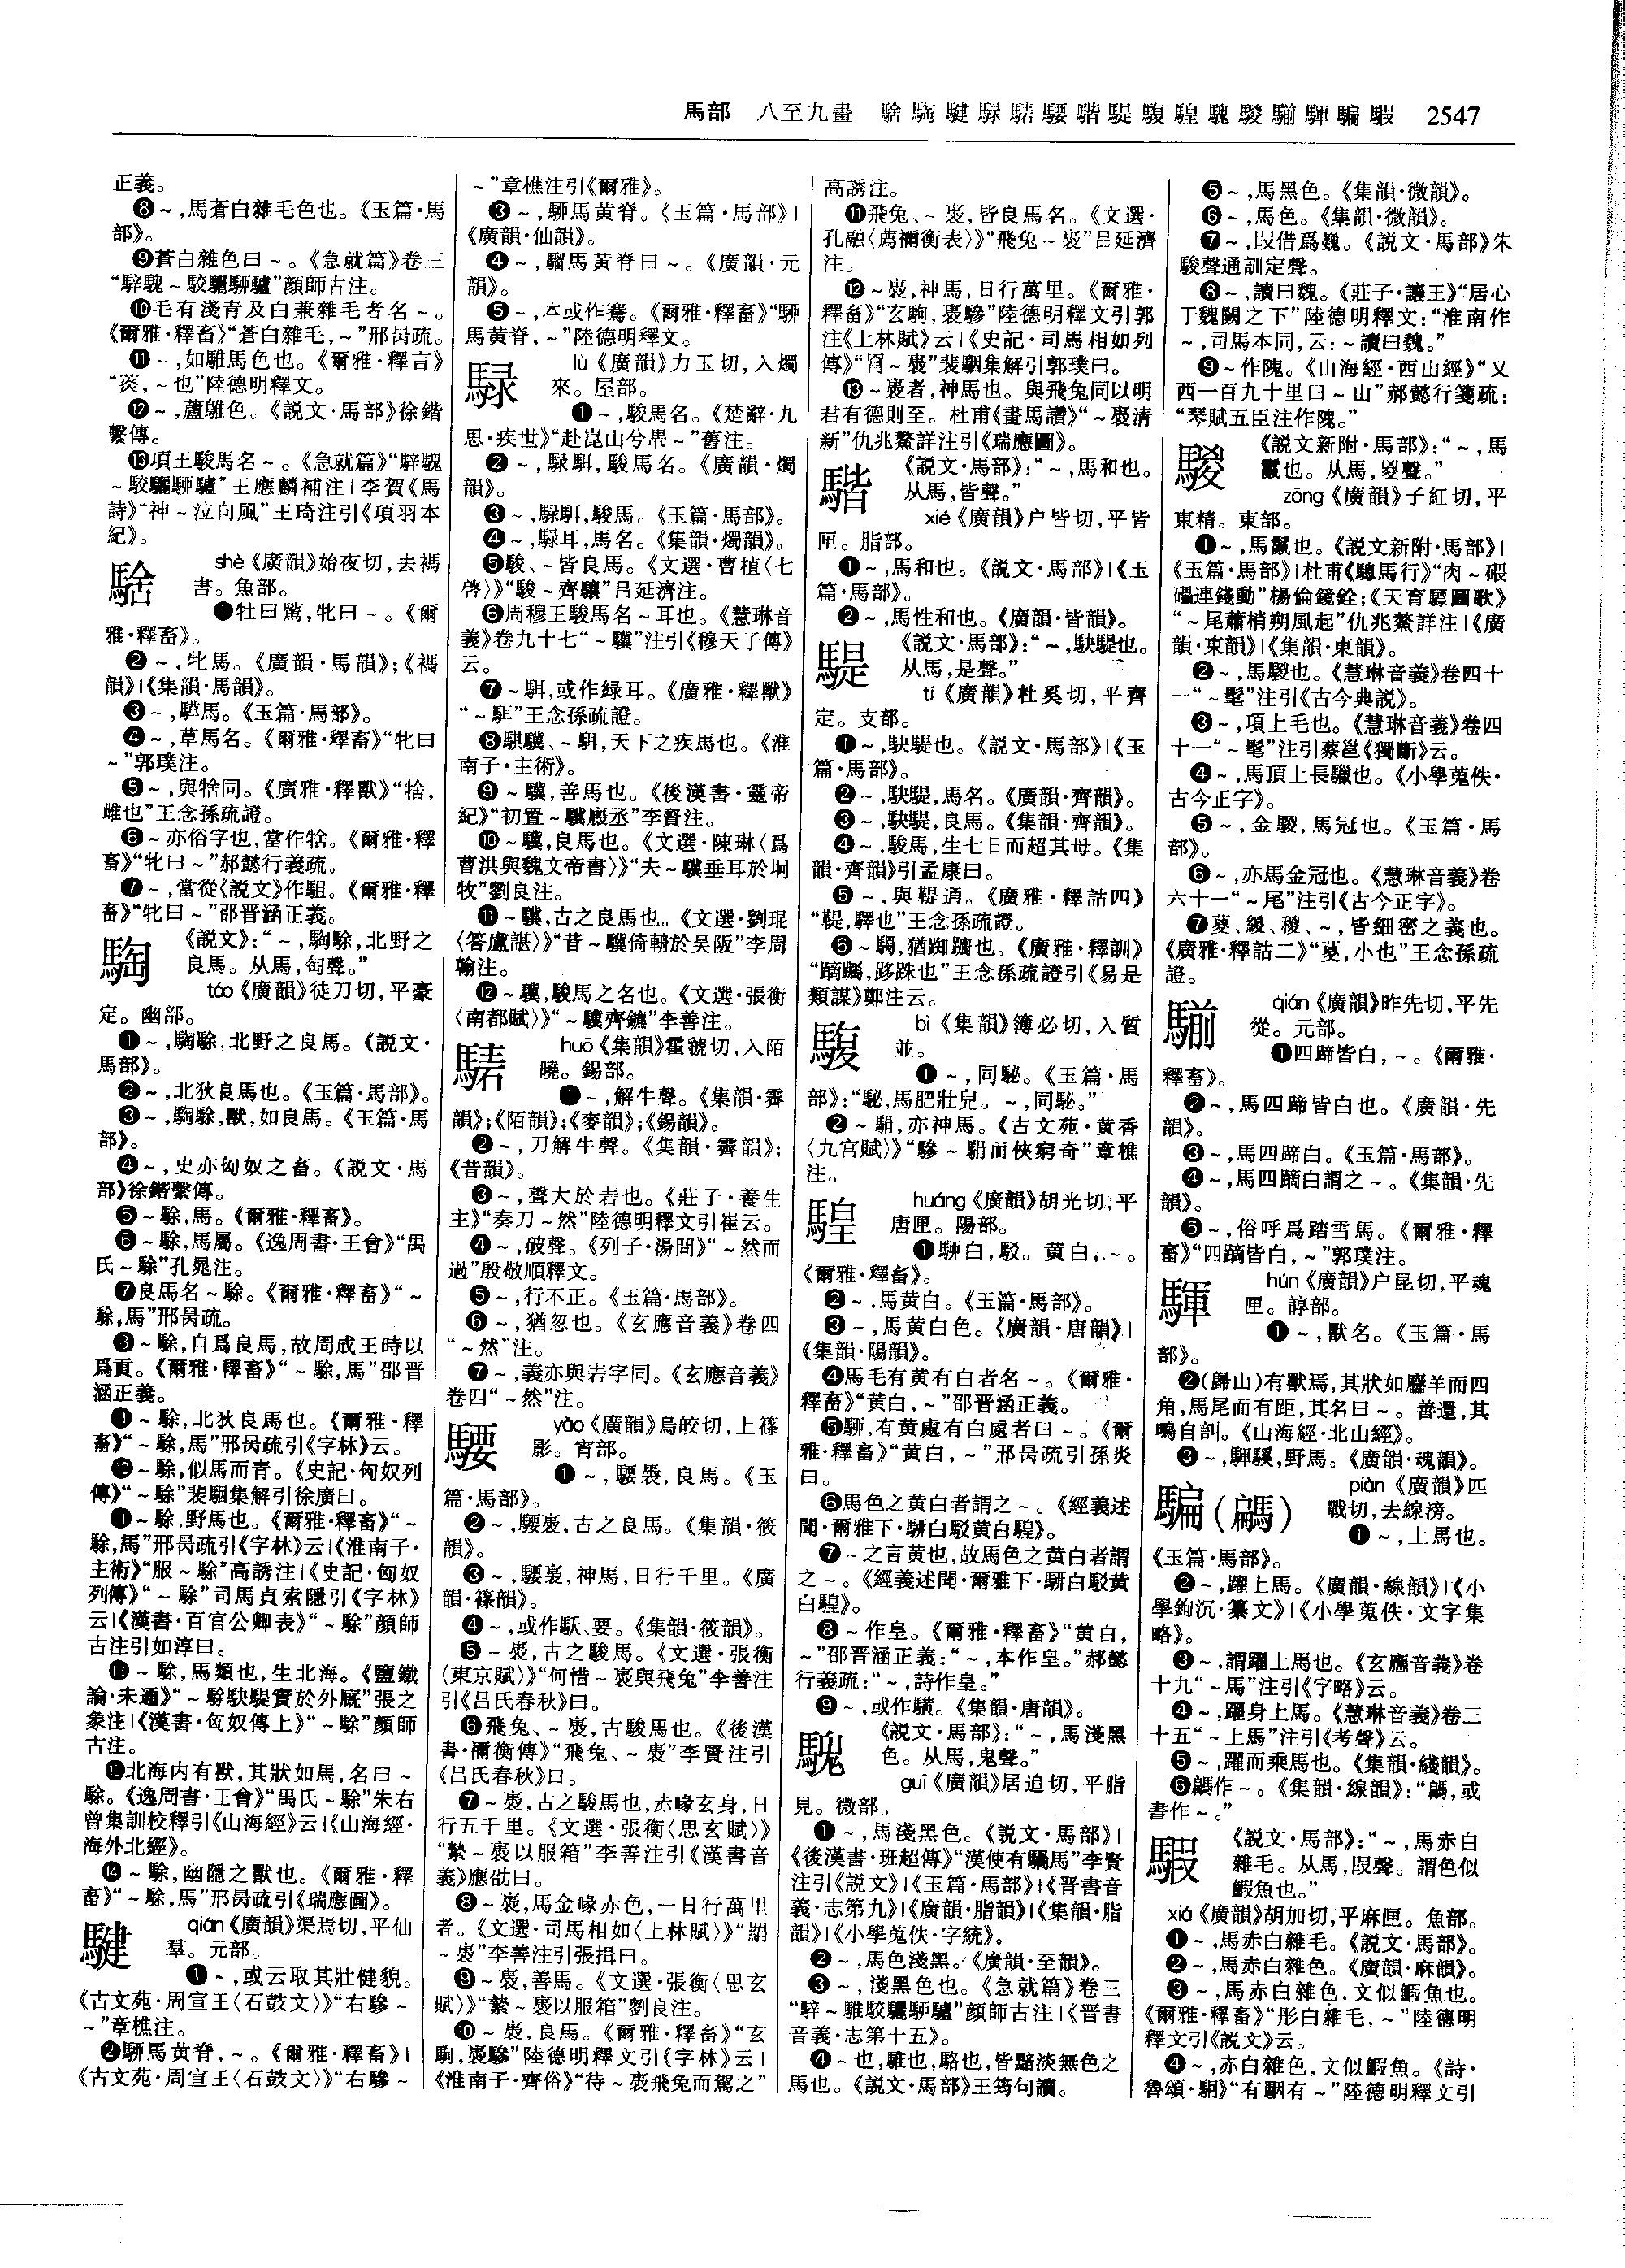 馬部 八至九畫 騇騊騝騄𩤛騕騢騠䮠騜騩騣騚騨騙騢 2547
正義。
❽～,馬蒼白雜毛色也。《玉篇·馬
部》。
❾蒼白雜色曰～。《急就篇》卷三
“騂騩～駮驪騧驢”顏師古注。
❿毛有淺青及白兼雜毛者名～。
《爾雅·釋畜》“蒼白雜毛,～”邢昺疏。
⓫～,如騅馬色也。《爾雅·釋言》
“菼,～也”陸德明釋文。
⓬～,蘆鵻色。《説文·馬部》徐鍇
繫傳。
⓭項王駿馬名～。《急就篇》“騂騩
～駮驪騧驢”王應麟補注|李賀《馬
詩》“神～泣向風”王琦注引《項羽本
紀》。
騇 shè《廣韻》始夜切,去禡
書。魚部。
❶牡曰騭,牝曰～。《爾
雅·釋畜》。
❷～,牝馬。《廣韻·馬韻》;《禡
韻》|《集韻·馬韻》。
❸～,騲馬。《玉篇·馬部》。
❹～,草馬名。《爾雅·釋畜》“牝曰
～”郭璞注。
❺～,與㹤同。《廣雅·釋獸》“㹤,
雌也”王念孫疏證。
❻～亦俗字也,當作㹤。《爾雅·釋
畜》“牝曰～”郝懿行義疏。
❼～,當從《説文》作駔。《爾雅·釋
畜》“牝曰～”邵晋涵正義。
騊 《説文》:“～,騊駼,北野之
良馬。从馬,匋聲。”
táo《廣韻》徒刀切,平豪
定。幽部。
❶～,騊駼,北野之良馬。《説文·
馬部》。
❷～,北狄良馬也。《玉篇·馬部》。
❸～,騊駼,獸,如良馬。《玉篇·馬
部》。
❹～,史亦匈奴之畜。《説文·馬
部》徐鍇繫傳。
❺～駼,馬。《爾雅·釋畜》。
❻～駼,馬屬。《逸周書·王會》“禺
氏～駼”孔晁注。
❼良馬名～駼。《爾雅·釋畜》“～
駼,馬”邢昺疏。
❽～駼,自爲良馬,故周成王時以
爲貢。《爾雅·釋畜》“～駼,馬”邵晋
涵正義。
❾～駼,北狄良馬也。《爾雅·釋
畜》“～駼,馬”邢昺疏引《字林》云。
❿～駼,似馬而青。《史記·匈奴列
傳》“～駼”裴駰集解引徐廣曰。
⓫～駼,野馬也。《爾雅·釋畜》“～
駼,馬”邢昺疏引《字林》云|《淮南子·
主術》“服～駼”高誘注|《史記·匈奴
列傳》“～駼”司馬貞索隱引《字林》
云|《漢書·百官公卿表》“～駼”顏師
古注引如淳曰。
⓬～駼,馬類也,生北海。《鹽鐵
論·未通》“～駼駃騠實於外廄”張之
象注|《漢書·匈奴傳上》“～駼”顏師
古注。
⓭北海内有獸,其狀如馬,名曰～
駼。《逸周書·王會》“禺氏～駼”朱右
曾集訓校釋引《山海經》云|《山海經·
海外北經》。
⓮～駼,幽隱之獸也。《爾雅·釋
畜》“～駼,馬”邢昺疏引《瑞應圖》。
騝 qián《廣韻》渠焉切,平仙
羣。元部。
❶～,或云取其壯健貌。
《古文苑·周宣王〈石鼓文〉》“右驂～
～”章樵注。
❷騧馬黄脊,～。《爾雅·釋畜》|
《古文苑·周宣王〈石鼓文〉》“右驂～
～”章樵注引《爾雅》。
❸～,騧馬黄脊。《玉篇·馬部》|
《廣韻·仙韻》。
❹～,騮馬黄脊曰～。《廣韻·元
韻》。
❺～,本或作騫。《爾雅·釋畜》“騧
馬黄脊,～”陸德明釋文。
騄 lù《廣韻》力玉切,入燭
來。屋部。
❶～,駿馬名。《楚辭·九
思·疾世》“赴崑山兮馽～”舊注。
❷～,騄駬,駿馬名。《廣韻·燭
韻》。
❸～,騄駬,駿馬。《玉篇·馬部》。
❹～,騄耳,馬名。《集韻·燭韻》。
❺駿、～皆良馬。《文選·曹植〈七
啓〉》“駿～齊驤”吕延濟注。
❻周穆王駿馬名～耳也。《慧琳音
義》卷九十七“～驥”注引《穆天子傳》
云。
❼～駬,或作緑耳。《廣雅·釋獸》
“～駬”王念孫疏證。
❽騏驥、～駬,天下之疾馬也。《淮
南子·主術》。
❾～驥,善馬也。《後漢書·靈帝
紀》“初置～驥廄丞”李賢注。
❿～驥,良馬也。《文選·陳琳〈爲
曹洪與魏文帝書〉》“夫～驥垂耳於坰
牧”劉良注。
⓫～驥,古之良馬也。《文選·劉琨
〈答盧諶〉》“昔～驥倚輈於吴阪”李周
翰注。
⓬～驥,駿馬之名也。《文選·張衡
〈南都賦〉》“～驥齊鑣”李善注。
騞 huō《集韻》霍虢切,入陌
曉。錫部。
❶～,解牛聲。《集韻·霽
韻》;《陌韻》;《麥韻》;《錫韻》。
❷～,刀解牛聲。《集韻·霽韻》;
《昔韻》。
❸～,聲大於砉也。《莊子·養生
主》“奏刀～然”陸德明釋文引崔云。
❹～,破聲。《列子·湯問》“～然而
過”殷敬順釋文。
❺～,行不正。《玉篇·馬部》。
❻～,猶忽也。《玄應音義》卷四
“～然”注。
❼～,義亦與砉字同。《玄應音義》
卷四“～然”注。
騕 yǎo《廣韻》烏皎切,上篠
影。宵部。
❶～,騕褭,良馬。《玉
篇·馬部》。
❷～,騕褭,古之良馬。《集韻·筱
韻》。
❸～,騕褭,神馬,日行千里。《廣
韻·篠韻》。
❹～,或作䭿、要。《集韻·筱韻》。
❺～褭,古之駿馬。《文選·張衡
〈東京賦〉》“何惜～褭與飛兔”李善注
引《吕氏春秋》曰。
❻飛兔、～褭,古駿馬也。《後漢
書·禰衡傳》“飛兔、～褭”李賢注引
《吕氏春秋》曰。
❼～褭,古之駿馬也,赤喙玄身,日
行五千里。《文選·張衡〈思玄賦〉》
“縶～褭以服箱”李善注引《漢書音
義》應劭曰。
❽～褭,馬金喙赤色,一日行萬里
者。《文選·司馬相如〈上林賦〉》“羂
～褭”李善注引張揖曰。
❾～褭,善馬。《文選·張衡〈思玄
賦〉》“縶～褭以服箱”劉良注。
❿～褭,良馬。《爾雅·釋畜》“玄
駒,褭驂”陸德明釋文引《字林》云|
《淮南子·齊俗》“待～褭飛兔而駕之”
高誘注。
⓫飛兔、～褭,皆良馬名。《文選·
孔融〈薦禰衡表〉》“飛兔～褭”吕延濟
注。
⓬～褭,神馬,日行萬里。《爾雅·
釋畜》“玄駒,褭驂”陸德明釋文引郭
注《上林賦》云|《史記·司馬相如列
傳》“罥～褭”裴駰集解引郭璞曰。
⓭～褭者,神馬也。與飛兔同以明
君有德則至。杜甫《畫馬讚》“～褭清
新”仇兆鰲詳注引《瑞應圖》。
騢 《説文·馬部》:“～,馬和也。
从馬,皆聲。”
xié《廣韻》户皆切,平皆
匣。脂部。
❶～,馬和也。《説文·馬部》|《玉
篇·馬部》。
❷～,馬性和也。《廣韻·皆韻》。
騠 《説文·馬部》:“～,駃騠也。
从馬,是聲。”
tí《廣韻》杜奚切,平齊
定。支部。
❶～,駃騠也。《説文·馬部》|《玉
篇·馬部》。
❷～,駃騠,馬名。《廣韻·齊韻》。
❸～,駃騠,良馬。《集韻·齊韻》。
❹～,駿馬,生七日而超其母。《集
韻·齊韻》引孟康曰。
❺～,與鞮通。《廣雅·釋詁四》
“鞮,驛也”王念孫疏證。
❻～騳,猶踟躕也。《廣雅·釋訓》
“蹢躅,跢跦也”王念孫疏證引《易是
類謀》鄭注云。
䮠 bì《集韻》簿必切,入質
並。
❶～,同駜。《玉篇·馬
部》:“駜,馬肥壯皃。～,同駜。”
❷～䯆,亦神馬。《古文苑·黄香
〈九宫賦〉》“驂～䯆而俠窮奇”章樵
注。
騜 huáng《廣韻》胡光切,平
唐匣。陽部。
❶騧白,駁。黄白,～。
《爾雅·釋畜》。
❷～,馬黄白。《玉篇·馬部》。
❸～,馬黄白色。《廣韻·唐韻》|
《集韻·陽韻》。
❹馬毛有黄有白者名～。《爾雅·
釋畜》“黄白,～”邵晋涵正義。
❺騧,有黄處有白處者曰～。《爾
雅·釋畜》“黄白,～”邢昺疏引孫炎
曰。
❻馬色之黄白者謂之～。《經義述
聞·爾雅下·騧白駁黄白騜》。
❼～之言黄也,故馬色之黄白者謂
之～。《經義述聞·爾雅下·騧白駁黄
白騜》。
❽～作皇。《爾雅·釋畜》“黄白,
～”邵晋涵正義:“～,本作皇。”郝懿
行義疏:“～,詩作皇。”
❾～,或作驥。《集韻·唐韻》。
騩 《説文·馬部》:“～,馬淺黑
色。从馬,鬼聲。”
guī《廣韻》居追切,平脂
見。微部。
❶～,馬淺黑色。《説文·馬部》|
《後漢書·班超傳》“漢使有騧馬”李賢
注引《説文》|《玉篇·馬部》|《晋書音
義·志第九》|《廣韻·脂韻》|《集韻·脂
韻》|《小學蒐佚·字統》。
❷～,馬色淺黑。《廣韻·至韻》。
❸～,淺黑色也。《急就篇》卷三
“騂～騅駮驪騧驢”顏師古注|《晋書
音義·志第十五》。
❹～也,騅也,駱也,皆黯淡無色之
馬也。《説文·馬部》王筠句讀。
❺～,馬黑色。《集韻·微韻》。
❻～,馬色。《集韻·微韻》。
❼～,叚借爲巍。《説文·馬部》朱
駿聲通訓定聲。
❽～,讀曰魏。《莊子·讓王》“居心
丁魏闕之下”陸德明釋文:“淮南作
～,司馬本同,云:～讀曰魏。”
❾～作隗。《山海經·西山經》“又
西一百九十里曰～山”郝懿行箋疏:
“琴賦五臣注作隗。”
騣 《説文新附·馬部》:“～,馬
鬣也。从馬,㚇聲。”
zōng《廣韻》子紅切,平
東精。東部。
❶～,馬鬣也。《説文新附·馬部》|
《玉篇·馬部》|杜甫《驄馬行》“肉～碨
礧連錢動”楊倫鏡銓;《天育驃圖歌》
“～尾蕭梢朔風起”仇兆鰲詳注|《廣
韻·東韻》|《集韻·東韻》。
❷～,馬騣也。《慧琳音義》卷四十
一“～髦”注引《古今典説》。
❸～,項上毛也。《慧琳音義》卷四
十一“～髦”注引蔡邕《獨斷》云。
❹～,馬頂上長鬣也。《小學蒐佚·
古今正字》。
❺～,金騣,馬冠也。《玉篇·馬
部》。
❻～,亦馬金冠也。《慧琳音義》卷
六十一“～尾”注引《古今正字》。
❼葼、緵、稯、～,皆細密之義也。
《廣雅·釋詁二》“葼,小也”王念孫疏
證。
騚 qián《廣韻》昨先切,平先
從。元部。
❶四蹄皆白,～。《爾雅·
釋畜》。
❷～,馬四蹄皆白也。《廣韻·先
韻》。
❸～,馬四蹄白。《玉篇·馬部》。
❹～,馬四蹄白謂之～。《集韻·先
韻》。
❺～,俗呼爲踏雪馬。《爾雅·釋
畜》“四蹢皆白,～”郭璞注。
㹆 hún《廣韻》户昆切,平魂
匣。諄部。
❶～,獸名。《玉篇·馬
部》。
❷(歸山)有獸焉,其狀如麢羊而四
角,馬尾而有距,其名曰～。善還,其
鳴自訓。《山海經·北山經》。
❸～,驒騱,野馬。《廣韻·魂韻》。
騙(騗) piàn《廣韻》匹
戰切,去線滂。
❶～,上馬也。
《玉篇·馬部》。
❷～,躍上馬。《廣韻·線韻》|《小
學鉤沉·纂文》|《小學蒐佚·文字集
略》。
❸～,謂躍上馬也。《玄應音義》卷
十九“～馬”注引《字略》云。
❹～,躍身上馬。《慧琳音義》卷三
十五“～上馬”注引《考聲》云。
❺～,躍而乘馬也。《集韻·綫韻》。
❻騗作～。《集韻·線韻》:“騗,或
書作～。”
騢 《説文·馬部》:“～,馬赤白
雜毛。从馬,叚聲。謂色似
鰕魚也。”
xiá《廣韻》胡加切,平麻匣。魚部。
❶～,馬赤白雜毛。《説文·馬部》。
❷～,馬赤白雜色。《廣韻·麻韻》。
❸～,馬赤白雜色,文似鰕魚也。
《爾雅·釋畜》“彤白雜毛,～”陸德明
釋文引《説文》云。
❹～,赤白雜色,文似鰕魚。《詩·
魯頌·駉》“有駰有～”陸德明釋文引